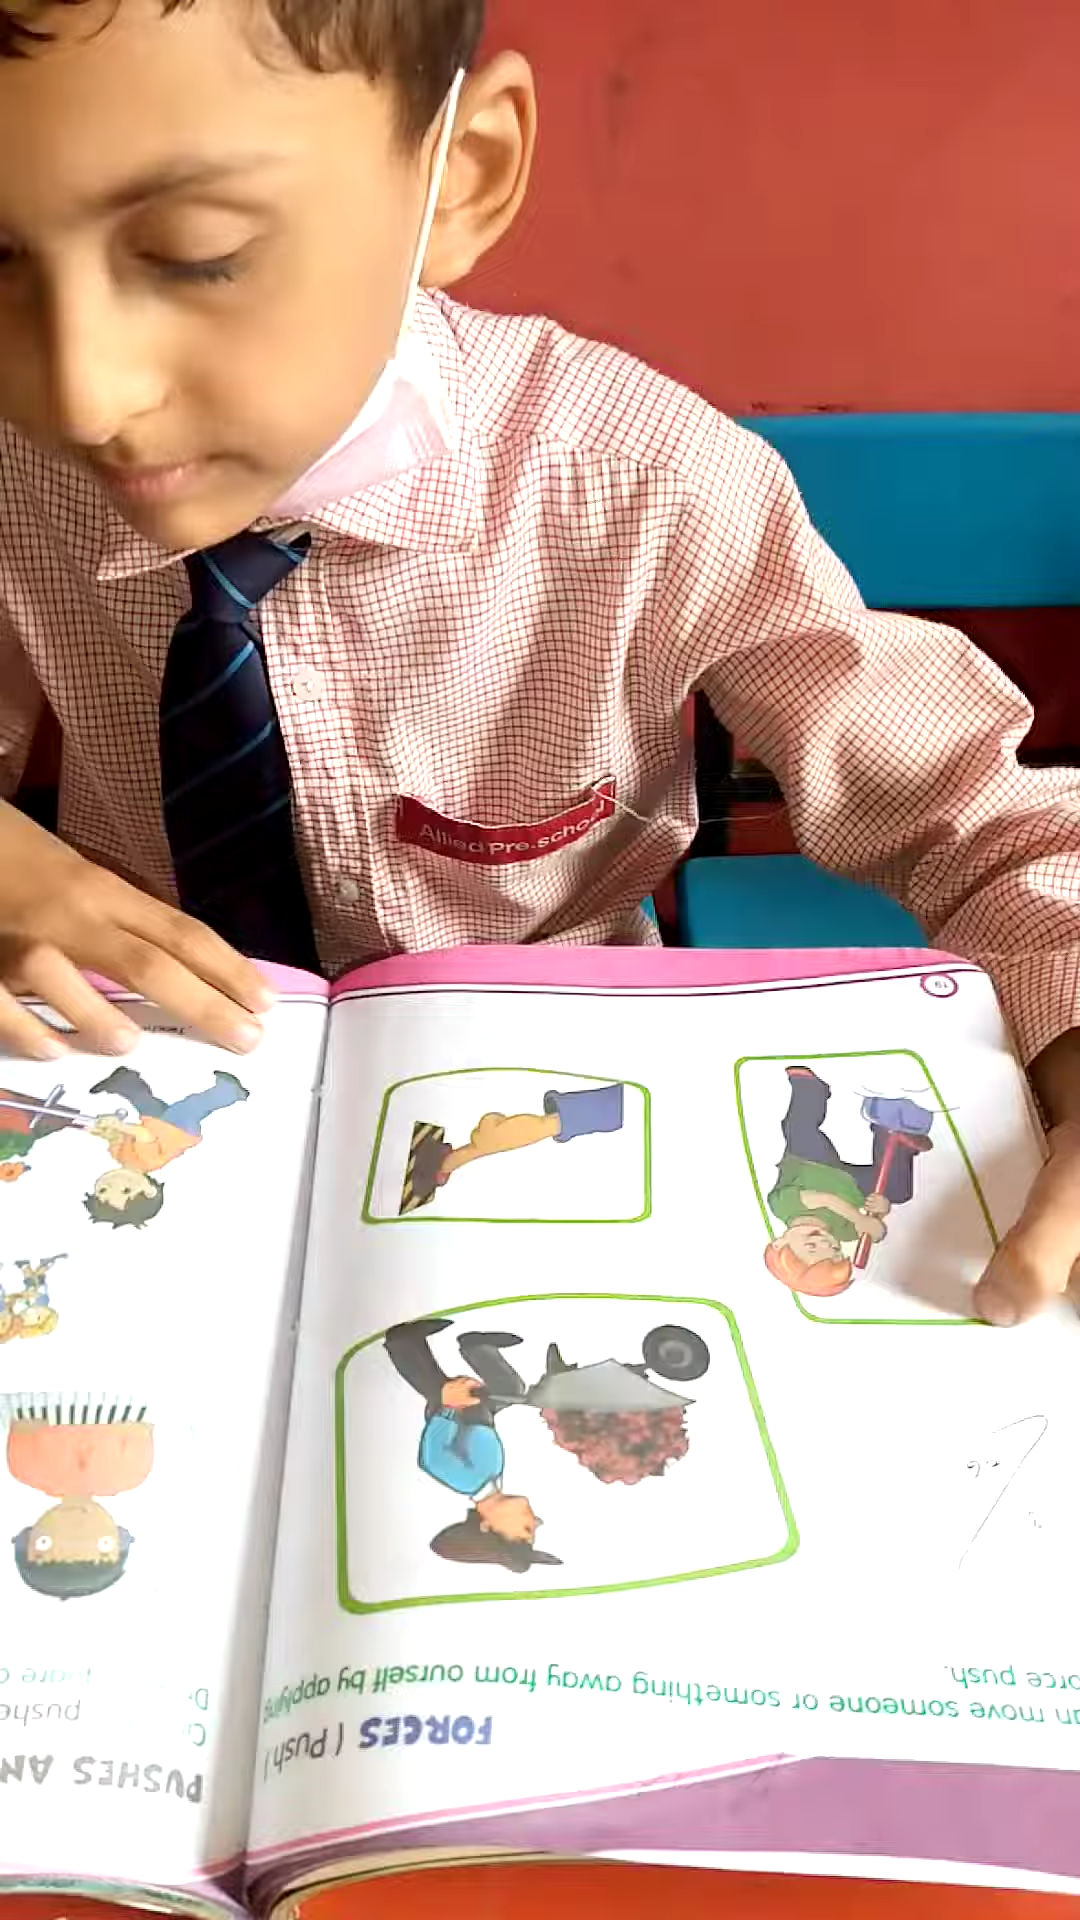 Allied Pre.school
19
FORCES ( Push )
an move someone or something away from ourself by applying
orce push.
PUSHES AN
pushe